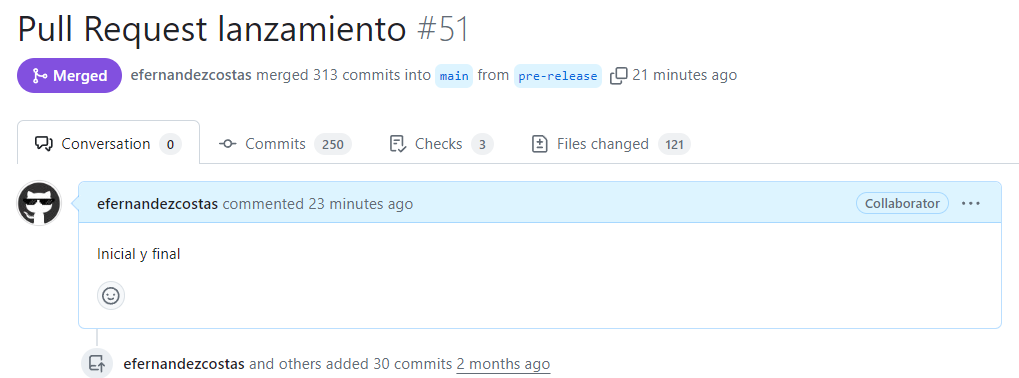 Pull Request lanzamiento #51
Merged efernandezcostas merged 313 commits into main from pre-release 21 minutes ago
Conversation 0 Commits 250 Checks 3 Files changed 121
efernandezcostas commented 23 minutes ago Collaborator ...
Inicial y final
efernandezcostas and others added 30 commits 2 months ago